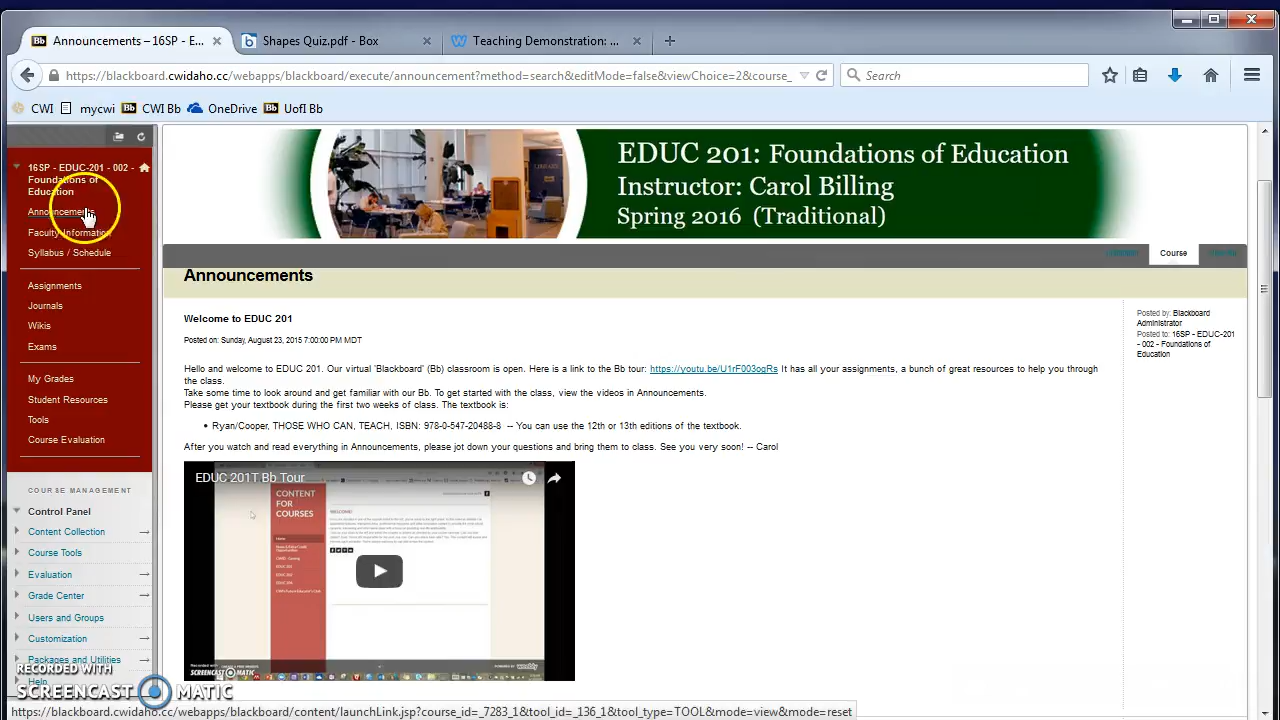 Announcements – 16SP - E...
Shapes Quiz.pdf - Box
Teaching Demonstration: ...
https://blackboard.cwidaho.cc/webapps/blackboard/execute/announcement?method=search&editMode=false&viewChoice=2&course_
Search
CWI
mycwi
CWI Bb
OneDrive
UofI Bb
16SP - EDUC-201 - 002 -
Foundations of
Education
Announcements
Faculty Information
Syllabus / Schedule
Assignments
Journals
Wikis
Exams
My Grades
Student Resources
Tools
Course Evaluation
COURSE MANAGEMENT
Control Panel
Content Collection
Course Tools
Evaluation
Grade Center
Users and Groups
Customization
Packages and Utilities
Help
EDUC 201: Foundations of Education
Instructor: Carol Billing
Spring 2016 (Traditional)
Course
Announcements
Welcome to EDUC 201
Posted on: Sunday, August 23, 2015 7:00:00 PM MDT
Hello and welcome to EDUC 201. Our virtual 'Blackboard' (Bb) classroom is open. Here is a link to the Bb tour: https://youtu.be/U1rF003ogRs It has all your assignments, a bunch of great resources to help you through
the class.
Take some time to look around and get familiar with our Bb. To get started with the class, view the videos in Announcements.
Please get your textbook during the first two weeks of class. The textbook is:
• Ryan/Cooper, THOSE WHO CAN, TEACH, ISBN: 978-0-547-20488-8 -- You can use the 12th or 13th editions of the textbook.
After you watch and read everything in Announcements, please jot down your questions and bring them to class. See you very soon! -- Carol
Posted by: Blackboard
Administrator
Posted to: 16SP - EDUC-201
- 002 - Foundations of
Education
EDUC 201T Bb Tour
CONTENT
FOR
COURSES
WELCOME!
SCREENCAST MATIC
RECORDED WITH
SCREENCAST MATIC
https://blackboard.cwidaho.cc/webapps/blackboard/content/launchLink.jsp?course_id=_7283_1&tool_id=_136_1&tool_type=TOOL&mode=view&mode=reset